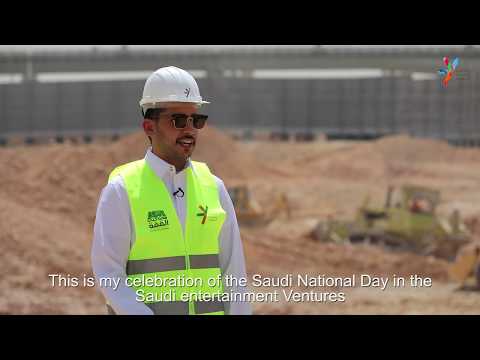 This is my celebration of the Saudi National Day in the
Saudi entertainment Ventures